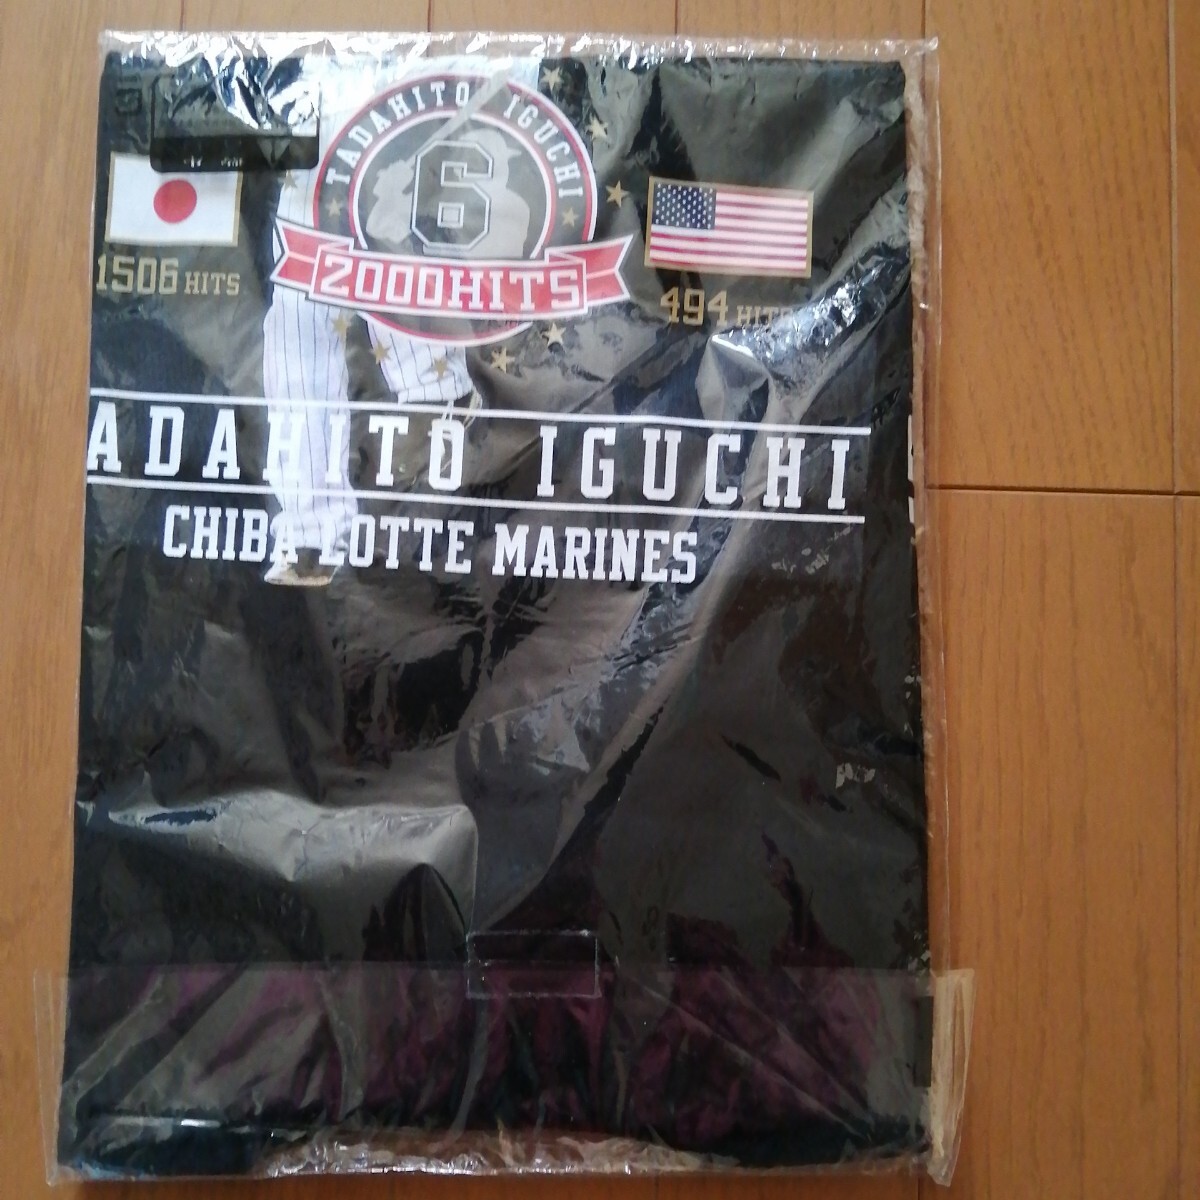 TADAHITO IGUCHI
6
2000HITS
1506 HITS
494 HITS
ADAHITO IGUCHI
CHIBA LOTTE MARINES